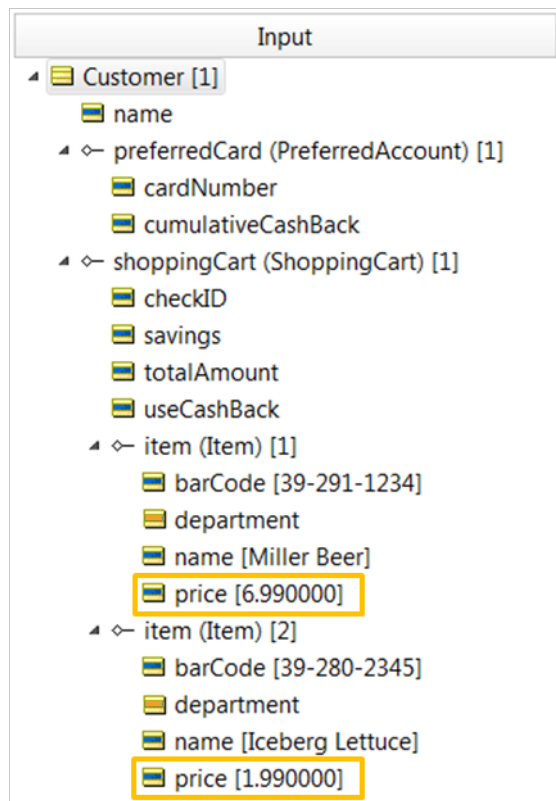 Input
Customer [1]
name
preferredCard (PreferredAccount) [1]
cardNumber
cumulativeCashBack
shoppingCart (ShoppingCart) [1]
checkID
savings
totalAmount
useCashBack
item (Item) [1]
barCode [39-291-1234]
department
name [Miller Beer]
price [6.990000]
item (Item) [2]
barCode [39-280-2345]
department
name [Iceberg Lettuce]
price [1.990000]